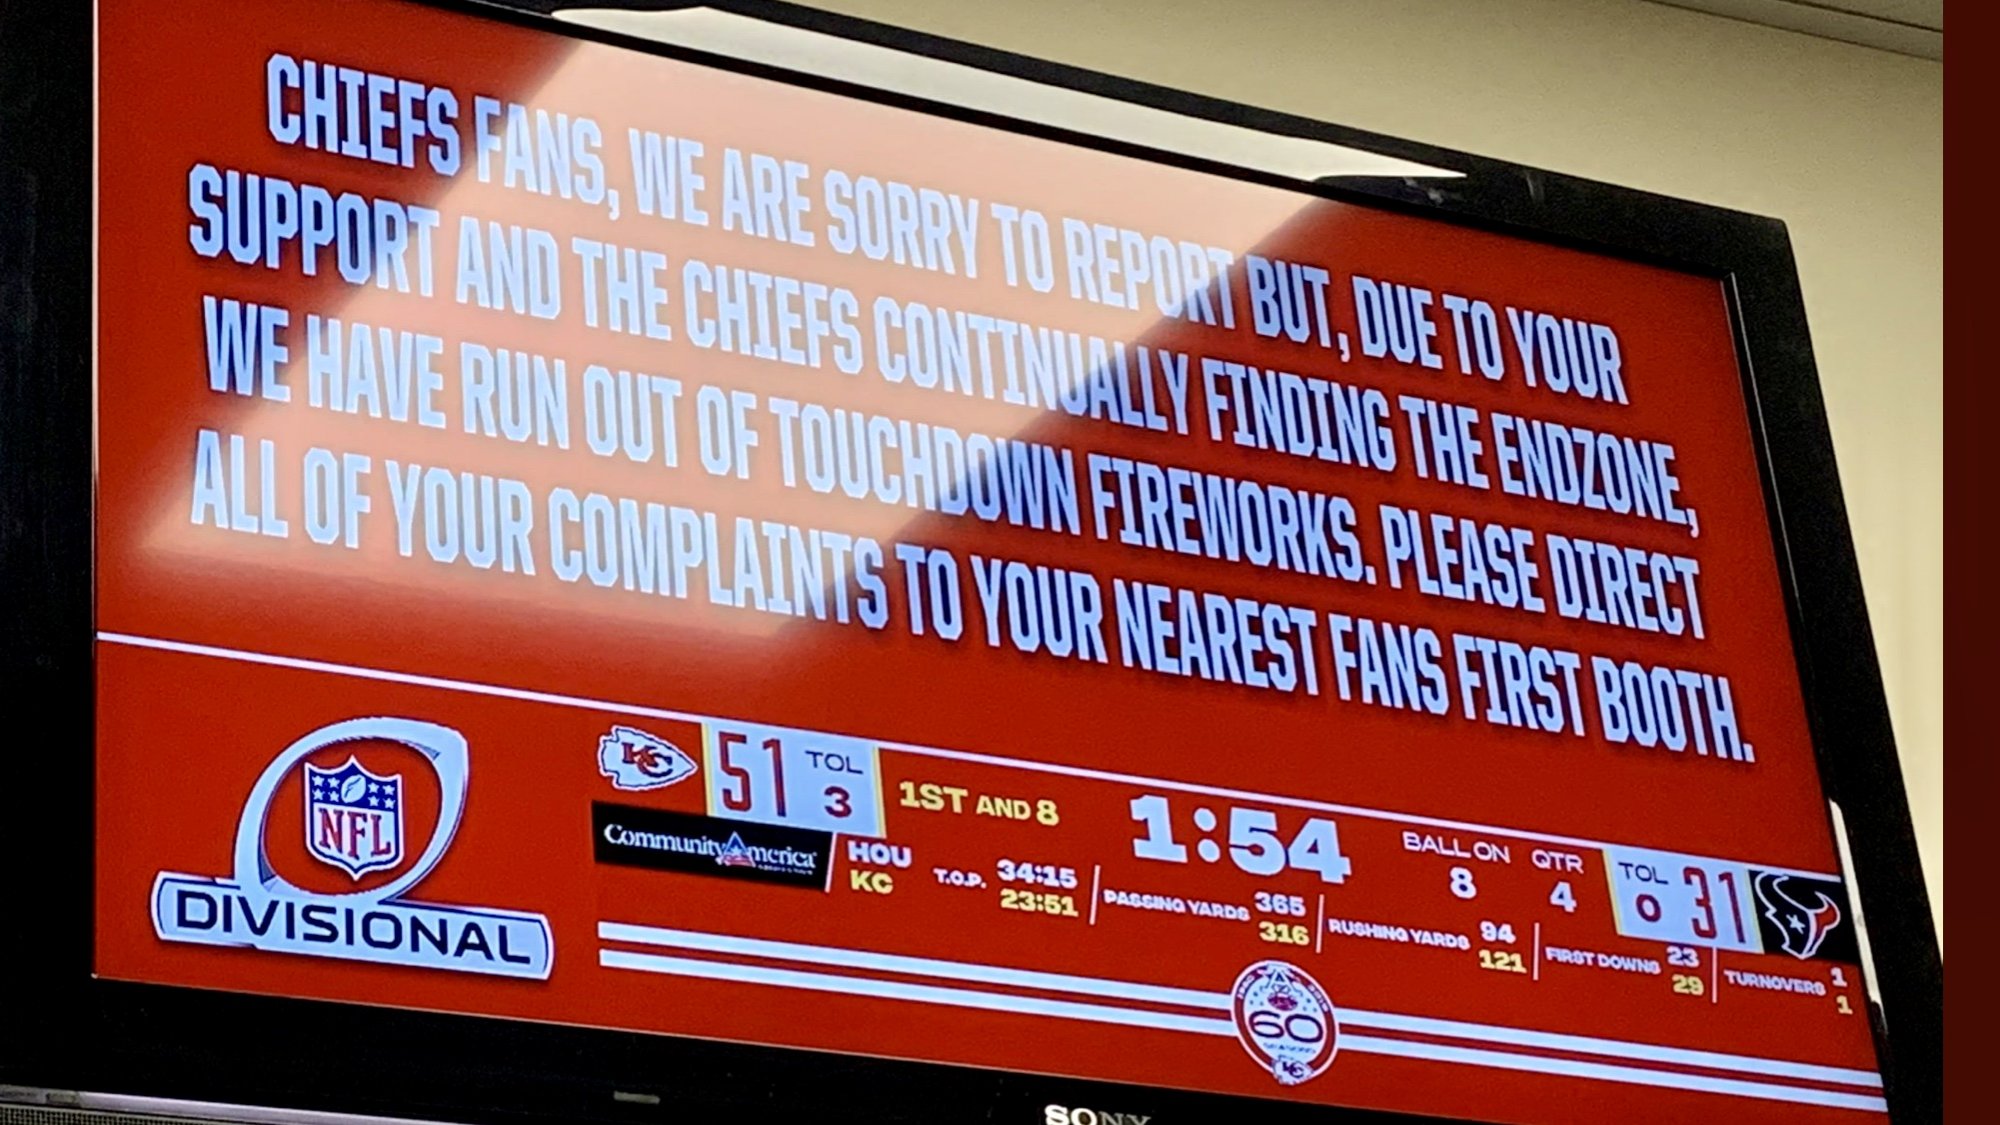 CHIEFS FANS, WE ARE SORRY TO REPORT BUT, DUE TO YOUR
SUPPORT AND THE CHIEFS CONTINUALLY FINDING THE ENDZONE,
WE HAVE RUN OUT OF TOUCHDOWN FIREWORKS. PLEASE DIRECT
ALL OF YOUR COMPLAINTS TO YOUR NEAREST FANS FIRST BOOTH.
NFL
DIVISIONAL
KC
51
TOL
3
1ST AND 8
1:54
BALL ON
8
QTR
4
TOL
0
31
CommunityAmerica
HOU
KC
T.O.P. 34:15
23:51
PASSING YARDS 365
316
RUSHING YARDS 94
121
FIRST DOWNS 23
29
TURNOVERS 1
1
60
SEASONS
KC
SONY